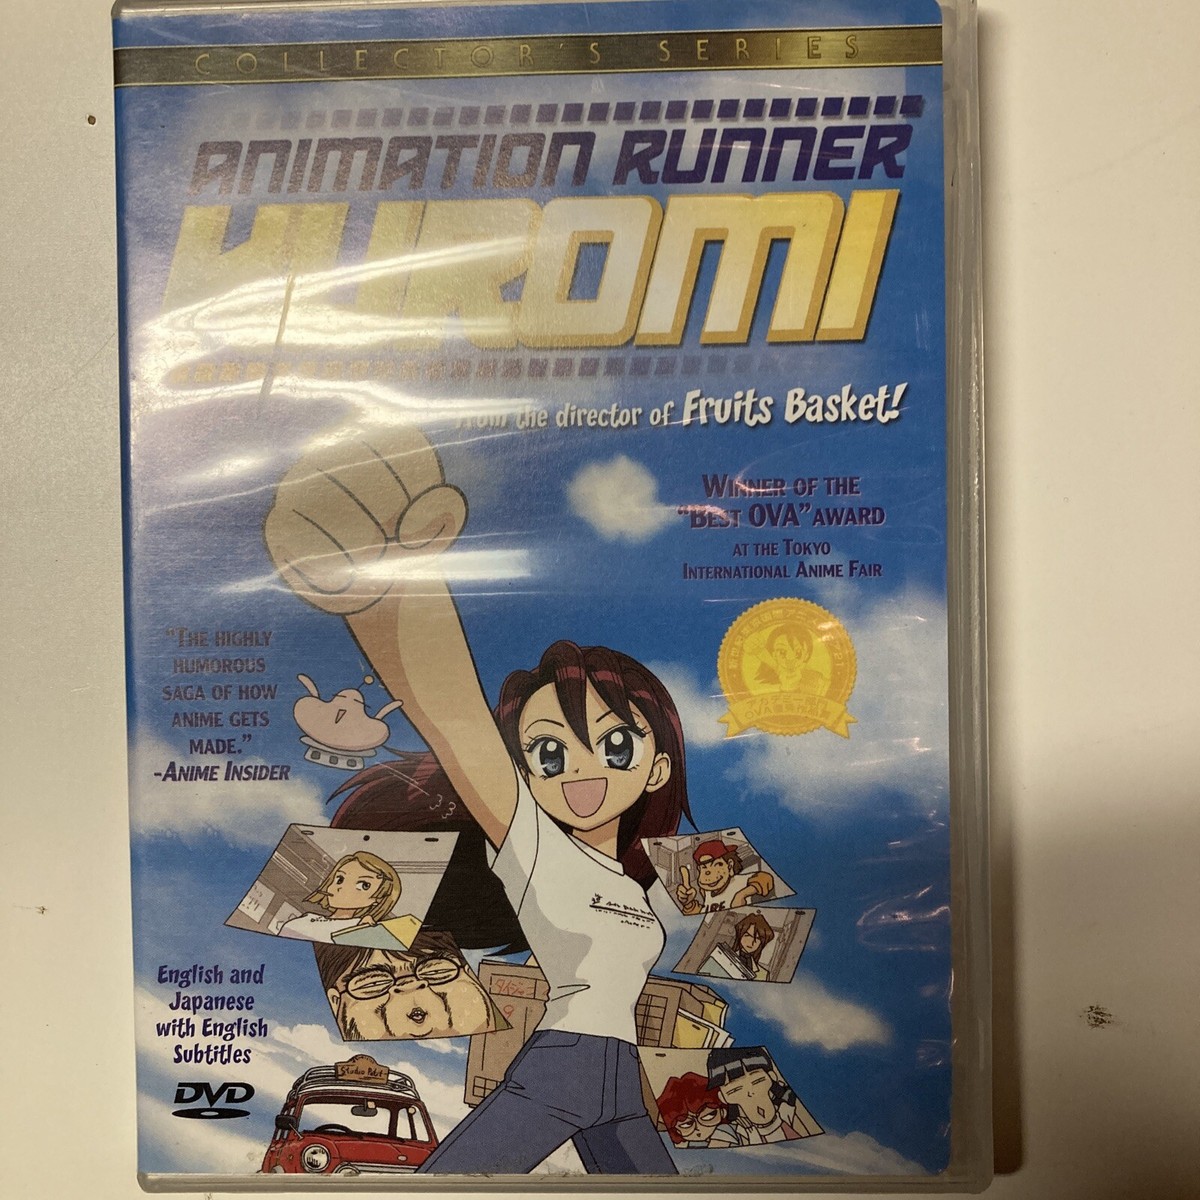 COLLECTOR'S SERIES
ANIMATION RUNNER
KUROMI
From the director of Fruits Basket!
WINNER OF THE
"BEST OVA" AWARD
AT THE TOKYO
INTERNATIONAL ANIME FAIR
"THE HIGHLY
HUMOROUS
SAGA OF HOW
ANIME GETS
MADE."
-ANIME INSIDER
English and
Japanese
with English
Subtitles
DVD
Studio Petit